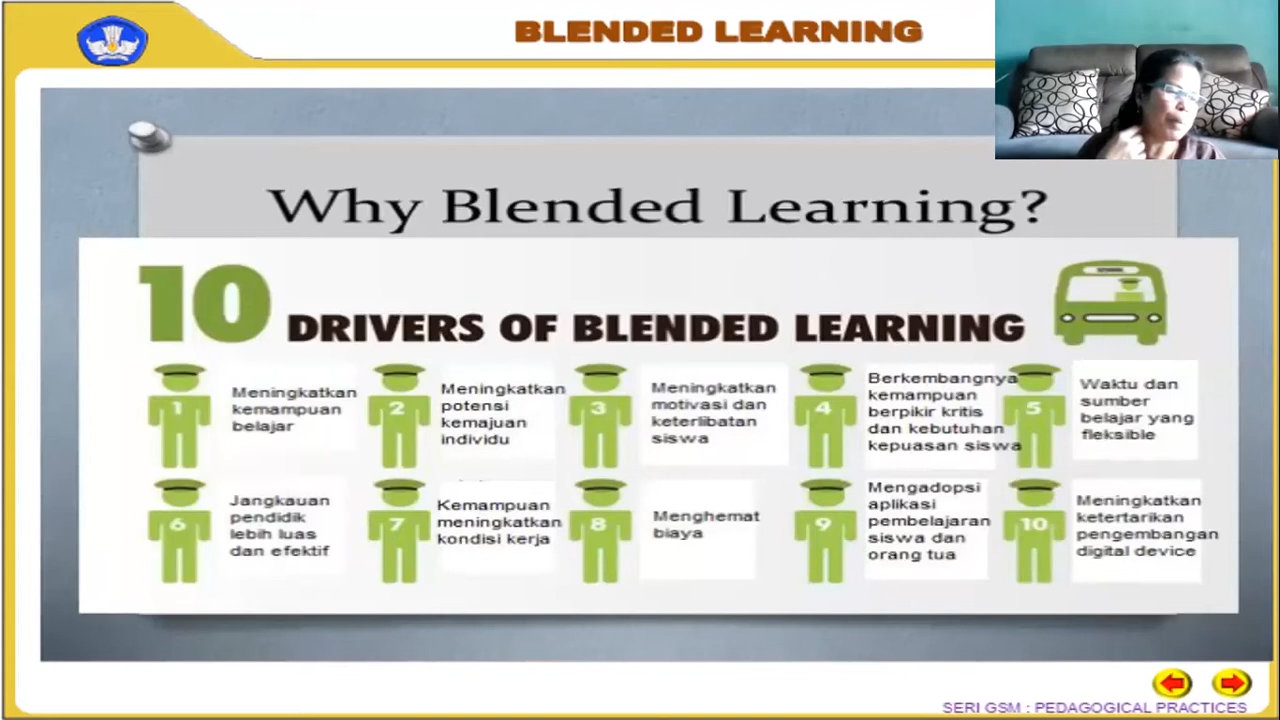 BLENDED LEARNING
Why Blended Learning?
10 DRIVERS OF BLENDED LEARNING
1
Meningkatkan
kemampuan
belajar
2
Meningkatkan
potensi
kemajuan
individu
3
Meningkatkan
motivasi dan
keterlibatan
siswa
4
Berkembangnya
kemampuan
berpikir kritis
dan kebutuhan
kepuasan siswa
5
Waktu dan
sumber
belajar yang
fleksible
6
Jangkauan
pendidik
lebih luas
dan efektif
7
Kemampuan
meningkatkan
kondisi kerja
8
Menghemat
biaya
9
Mengadopsi
aplikasi
pembelajaran
siswa dan
orang tua
10
Meningkatkan
ketertarikan
pengembangan
digital device
SERI GSM : PEDAGOGICAL PRACTICES